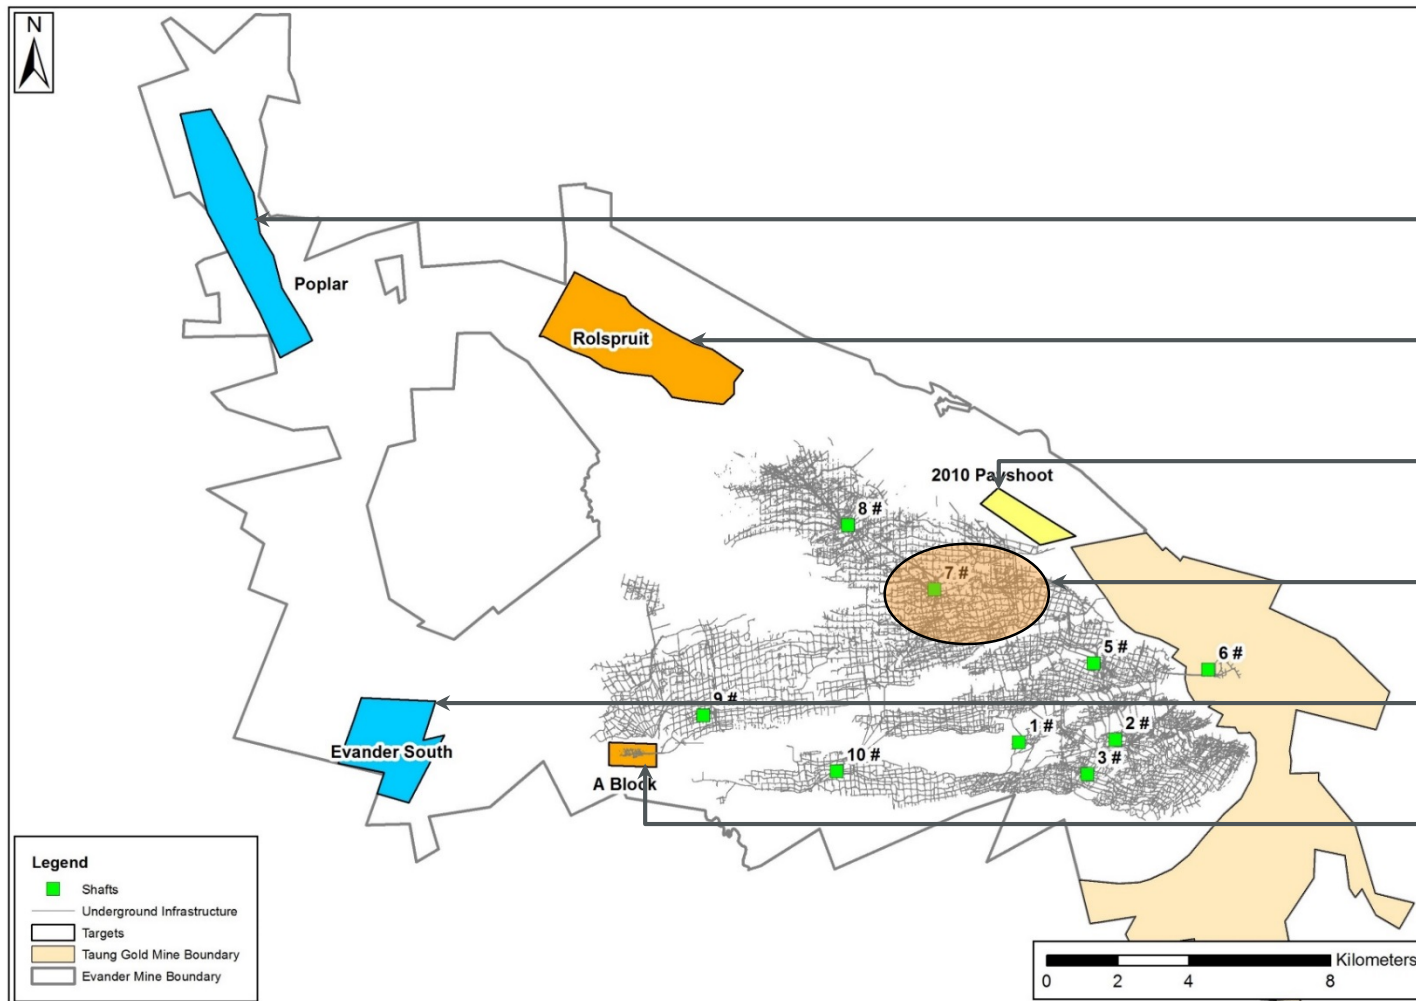 N
Poplar
Rolspruit
2010 Payshoot
8 #
7 #
5 #
6 #
9 #
1 #
2 #
3 #
10 #
Evander South
A Block
Legend
Shafts
Underground Infrastructure
Targets
Taung Gold Mine Boundary
Evander Mine Boundary
Kilometers
0 2 4 8